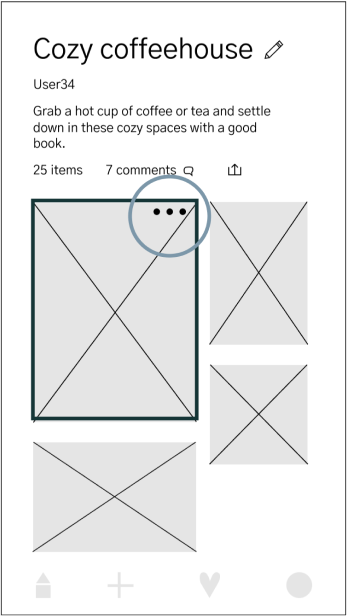 Cozy coffeehouse
User34
Grab a hot cup of coffee or tea and settle
down in these cozy spaces with a good
book.
25 items 7 comments